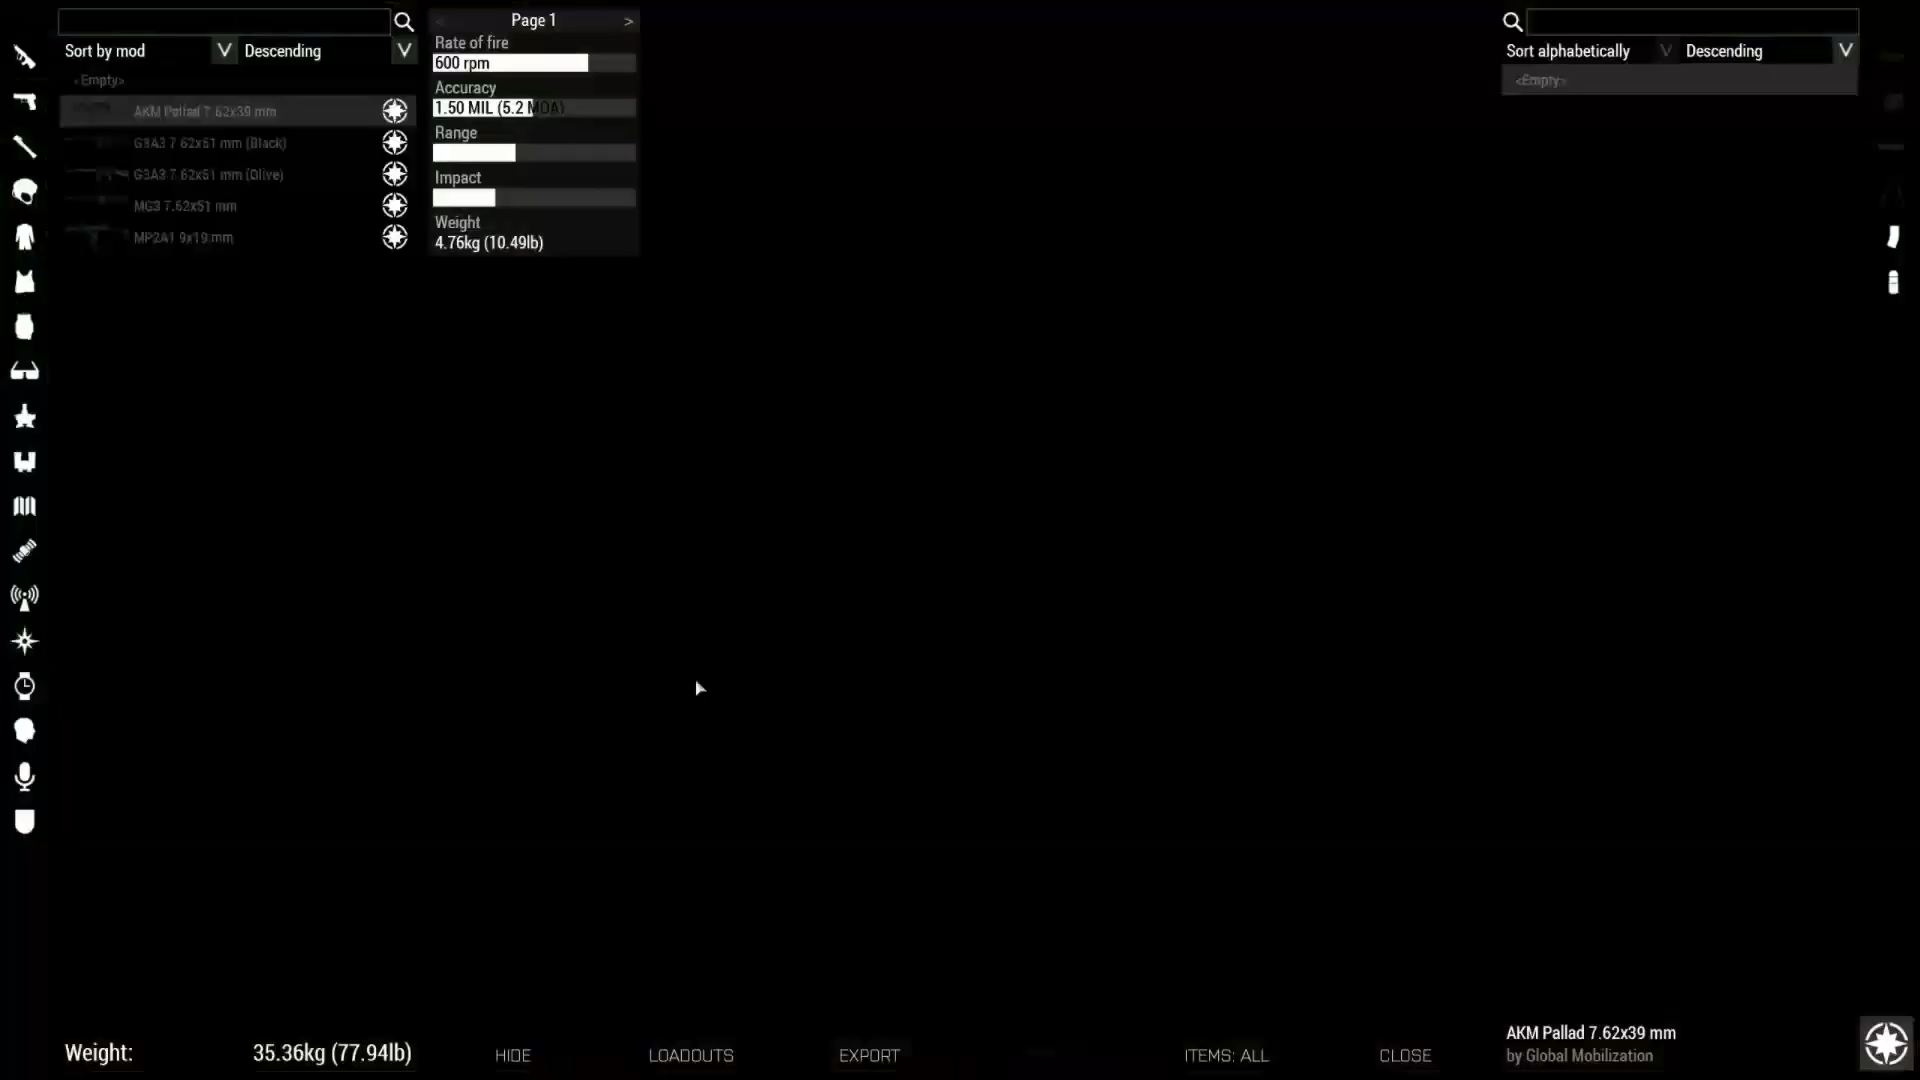 Sort by mod V Descending V
<Empty>
AKM Pallad 7.62x39 mm
G3A3 7.62x51 mm (Black)
G3A3 7.62x51 mm (Olive)
MG3 7.62x51 mm
MP2A1 9x19 mm
< Page 1 >
Rate of fire
600 rpm
Accuracy
1.50 MIL (5.2 MOA)
Range
Impact
Weight
4.76kg (10.49lb)
Sort alphabetically V Descending V
<Empty>
Weight: 35.36kg (77.94lb)
HIDE
LOADOUTS
EXPORT
ITEMS: ALL
CLOSE
AKM Pallad 7.62x39 mm
by Global Mobilization